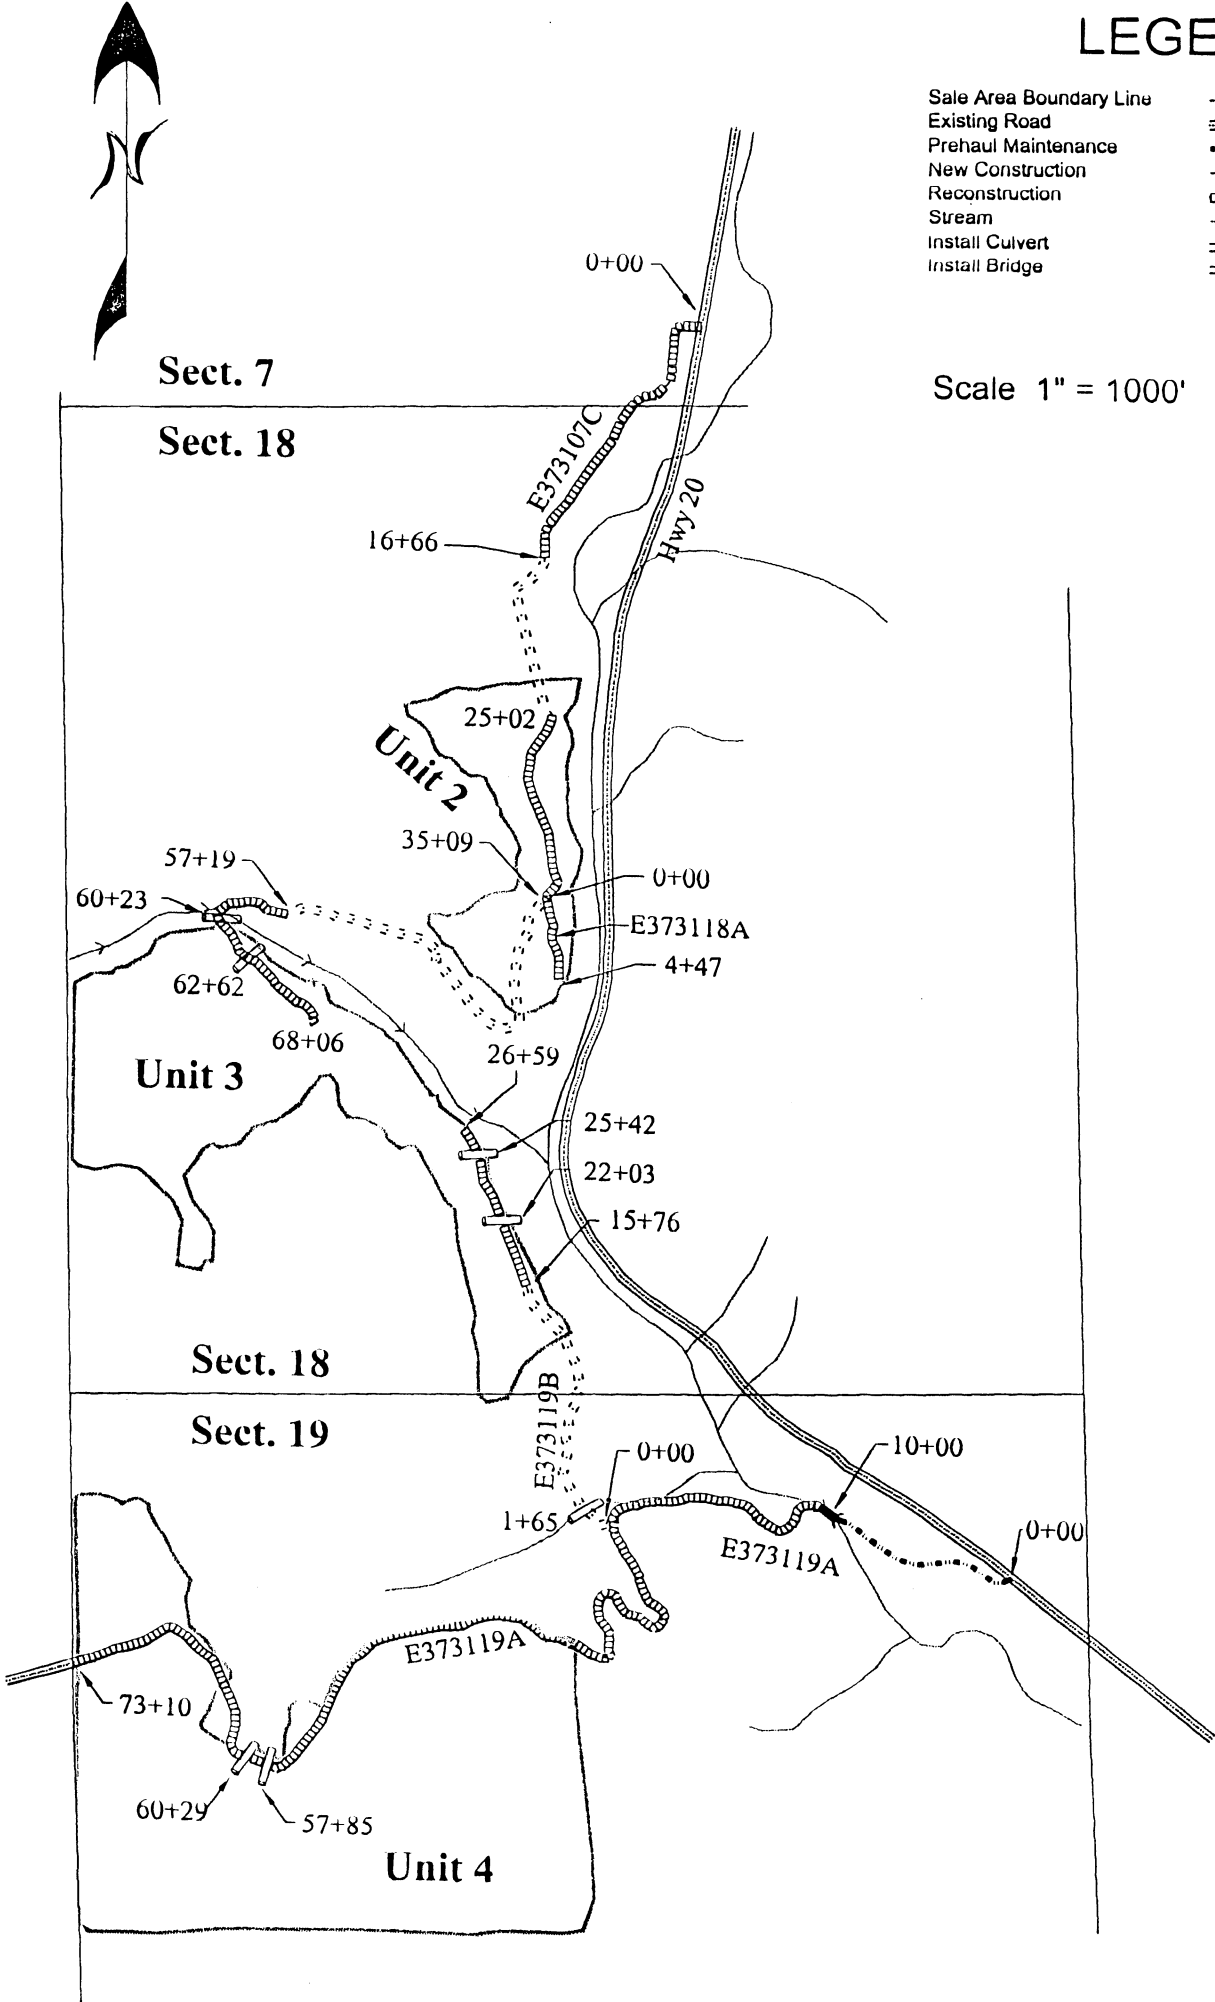 LEGE
Sale Area Boundary Line
Existing Road
Prehaul Maintenance
New Construction
Reconstruction
Stream
Install Culvert
Install Bridge
Scale 1" = 1000'
N
0+00
Sect. 7
Sect. 18
E373107C
Hwy 20
16+66
25+02
Unit 2
35+09
57+19
0+00
60+23
E373118A
4+47
62+62
68+06
26+59
Unit 3
25+42
22+03
15+76
Sect. 18
E373119B
Sect. 19
0+00
10+00
1+65
0+00
E373119A
E373119A
73+10
60+29
57+85
Unit 4